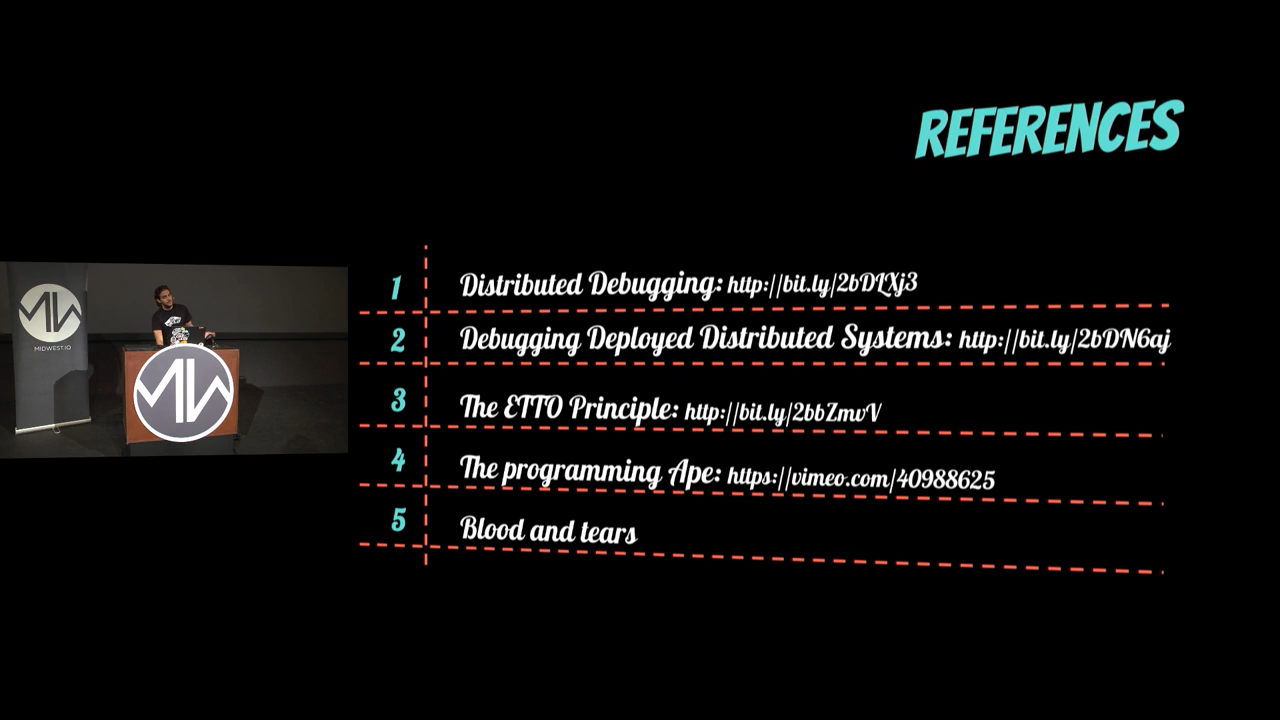 REFERENCES
1 Distributed Debugging: http://bit.ly/2bDLXj3
2 Debugging Deployed Distributed Systems: http://bit.ly/2bDN6aj
3 The ETTO Principle: http://bit.ly/2bbZmvV
4 The programming Ape: https://vimeo.com/40988625
5 Blood and tears
MW
MIDWEST.IO
MW